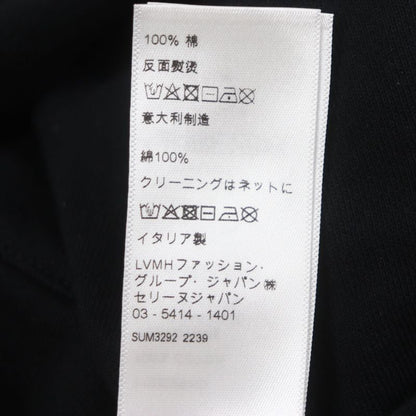 100% 棉
反面熨烫
意大利制造
綿100%
クリーニングはネットに
イタリア製
LVMHファッション・
グループ・ジャパン㈱
セリーヌジャパン
03 - 5414 - 1401
SUM3292 2239